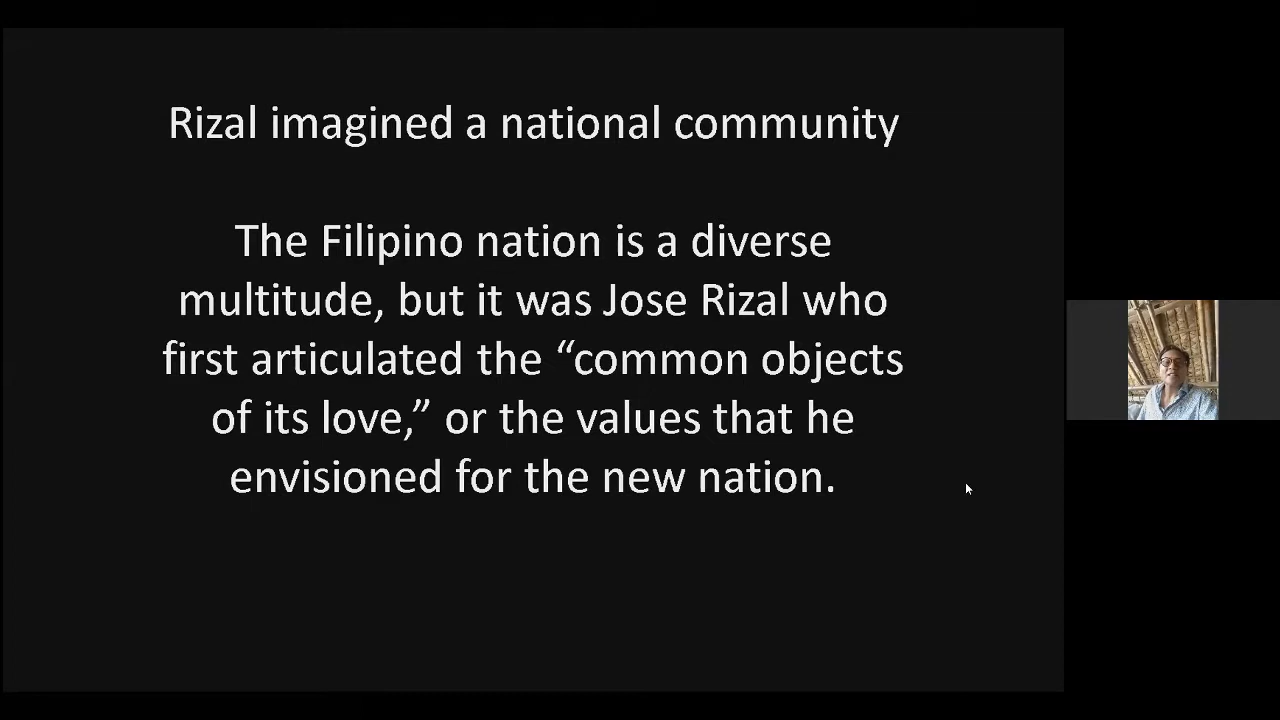 Rizal imagined a national community
The Filipino nation is a diverse
multitude, but it was Jose Rizal who
first articulated the “common objects
of its love,” or the values that he
envisioned for the new nation.